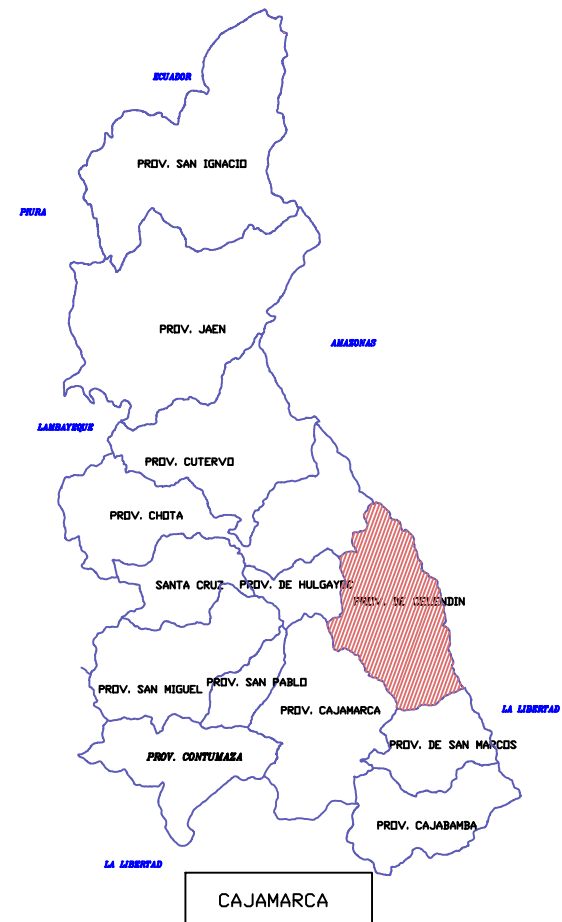 ECUADOR
PROV. SAN IGNACIO
PIURA
PROV. JAEN
AMAZONAS
LAMBAYEQUE
PROV. CUTERVO
PROV. CHOTA
SANTA CRUZ
PROV. DE HULGAYOC
PROV. DE CELENDIN
PROV. SAN PABLO
PROV. SAN MIGUEL
PROV. CAJAMARCA
LA LIBERTAD
PROV. DE SAN MARCOS
PROV. CONTUMAZA
PROV. CAJABAMBA
LA LIBERTAD
CAJAMARCA